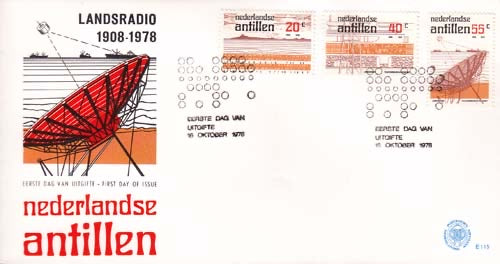 LANDSRADIO
1908-1978
EERSTE DAG VAN UITGIFTE - FIRST DAY OF ISSUE
nederlandse
antillen
nederlandse
antillen 20c
nederlandse
antillen 40c
nederlandse
antillen 55c
EERSTE DAG VAN
UITGIFTE
16 OKTOBER 1978
EERSTE DAG VAN
UITGIFTE
16 OKTOBER 1978
E115